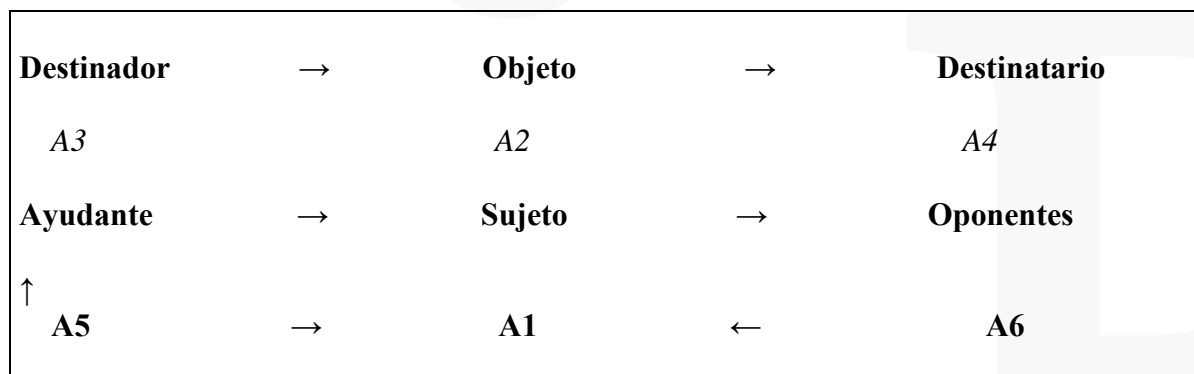 Destinador → Objeto → Destinatario
A3 A2 A4
Ayudante → Sujeto → Oponentes
↑
A5 → A1 ← A6